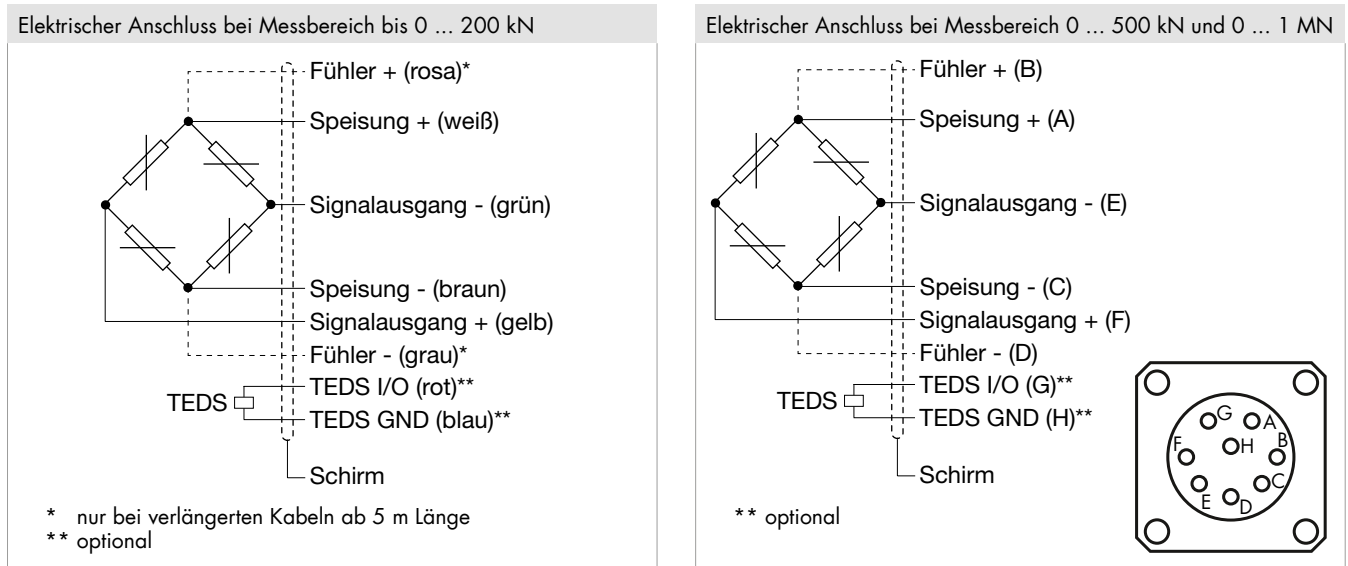 Elektrischer Anschluss bei Messbereich bis 0 ... 200 kN
Fühler + (rosa)*
Speisung + (weiß)
Signalausgang - (grün)
Speisung - (braun)
Signalausgang + (gelb)
Fühler - (grau)*
TEDS I/O (rot)**
TEDS
TEDS GND (blau)**
Schirm
* nur bei verlängerten Kabeln ab 5 m Länge
** optional
Elektrischer Anschluss bei Messbereich 0 ... 500 kN und 0 ... 1 MN
Fühler + (B)
Speisung + (A)
Signalausgang - (E)
Speisung - (C)
Signalausgang + (F)
Fühler - (D)
TEDS I/O (G)**
TEDS
TEDS GND (H)**
Schirm
** optional
G A
F H B
E D C